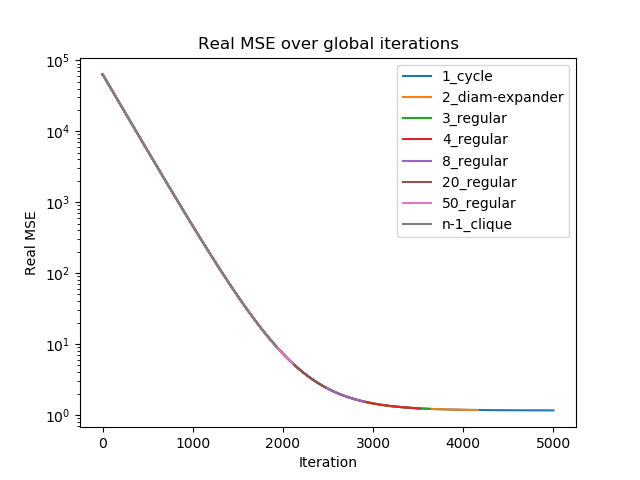 Real MSE over global iterations
10^5
10^4
10^3
10^2
10^1
10^0
Real MSE
1_cycle
2_diam-expander
3_regular
4_regular
8_regular
20_regular
50_regular
n-1_clique
0 1000 2000 3000 4000 5000
Iteration